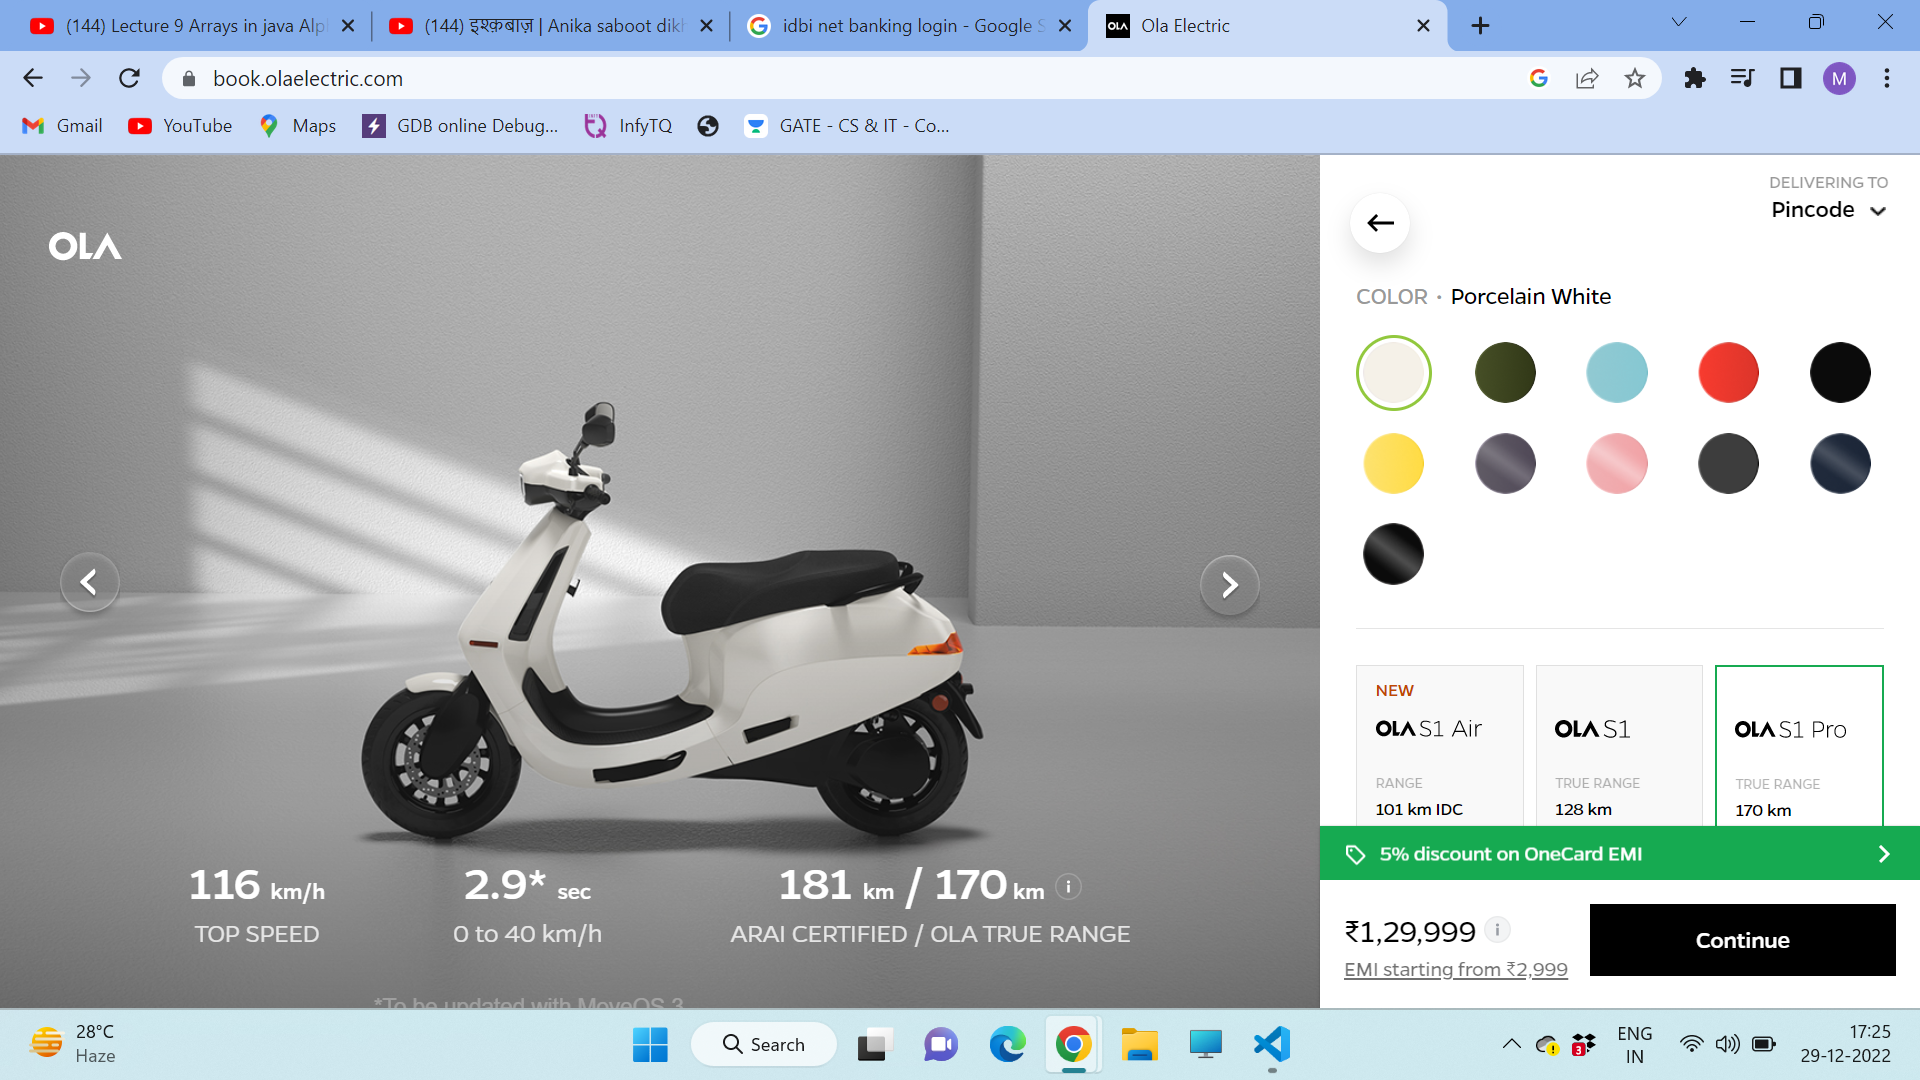 (144) Lecture 9 Arrays in java Alp
(144) इश्क़बाज़ | Anika saboot dikh
idbi net banking login - Google S
OLA Ola Electric
book.olaelectric.com
M
Gmail
YouTube
Maps
GDB online Debug...
InfyTQ
GATE - CS & IT - Co...
OLA
DELIVERING TO
Pincode
COLOR • Porcelain White
NEW
OLA S1 Air
RANGE
101 km IDC
OLA S1
TRUE RANGE
128 km
OLA S1 Pro
TRUE RANGE
170 km
116 km/h
TOP SPEED
2.9* sec
0 to 40 km/h
181 km / 170 km i
ARAI CERTIFIED / OLA TRUE RANGE
*To be updated with MoveOS 3
5% discount on OneCard EMI
₹1,29,999 i
EMI starting from ₹2,999
Continue
28°C
Haze
Search
3
ENG
IN
17:25
29-12-2022